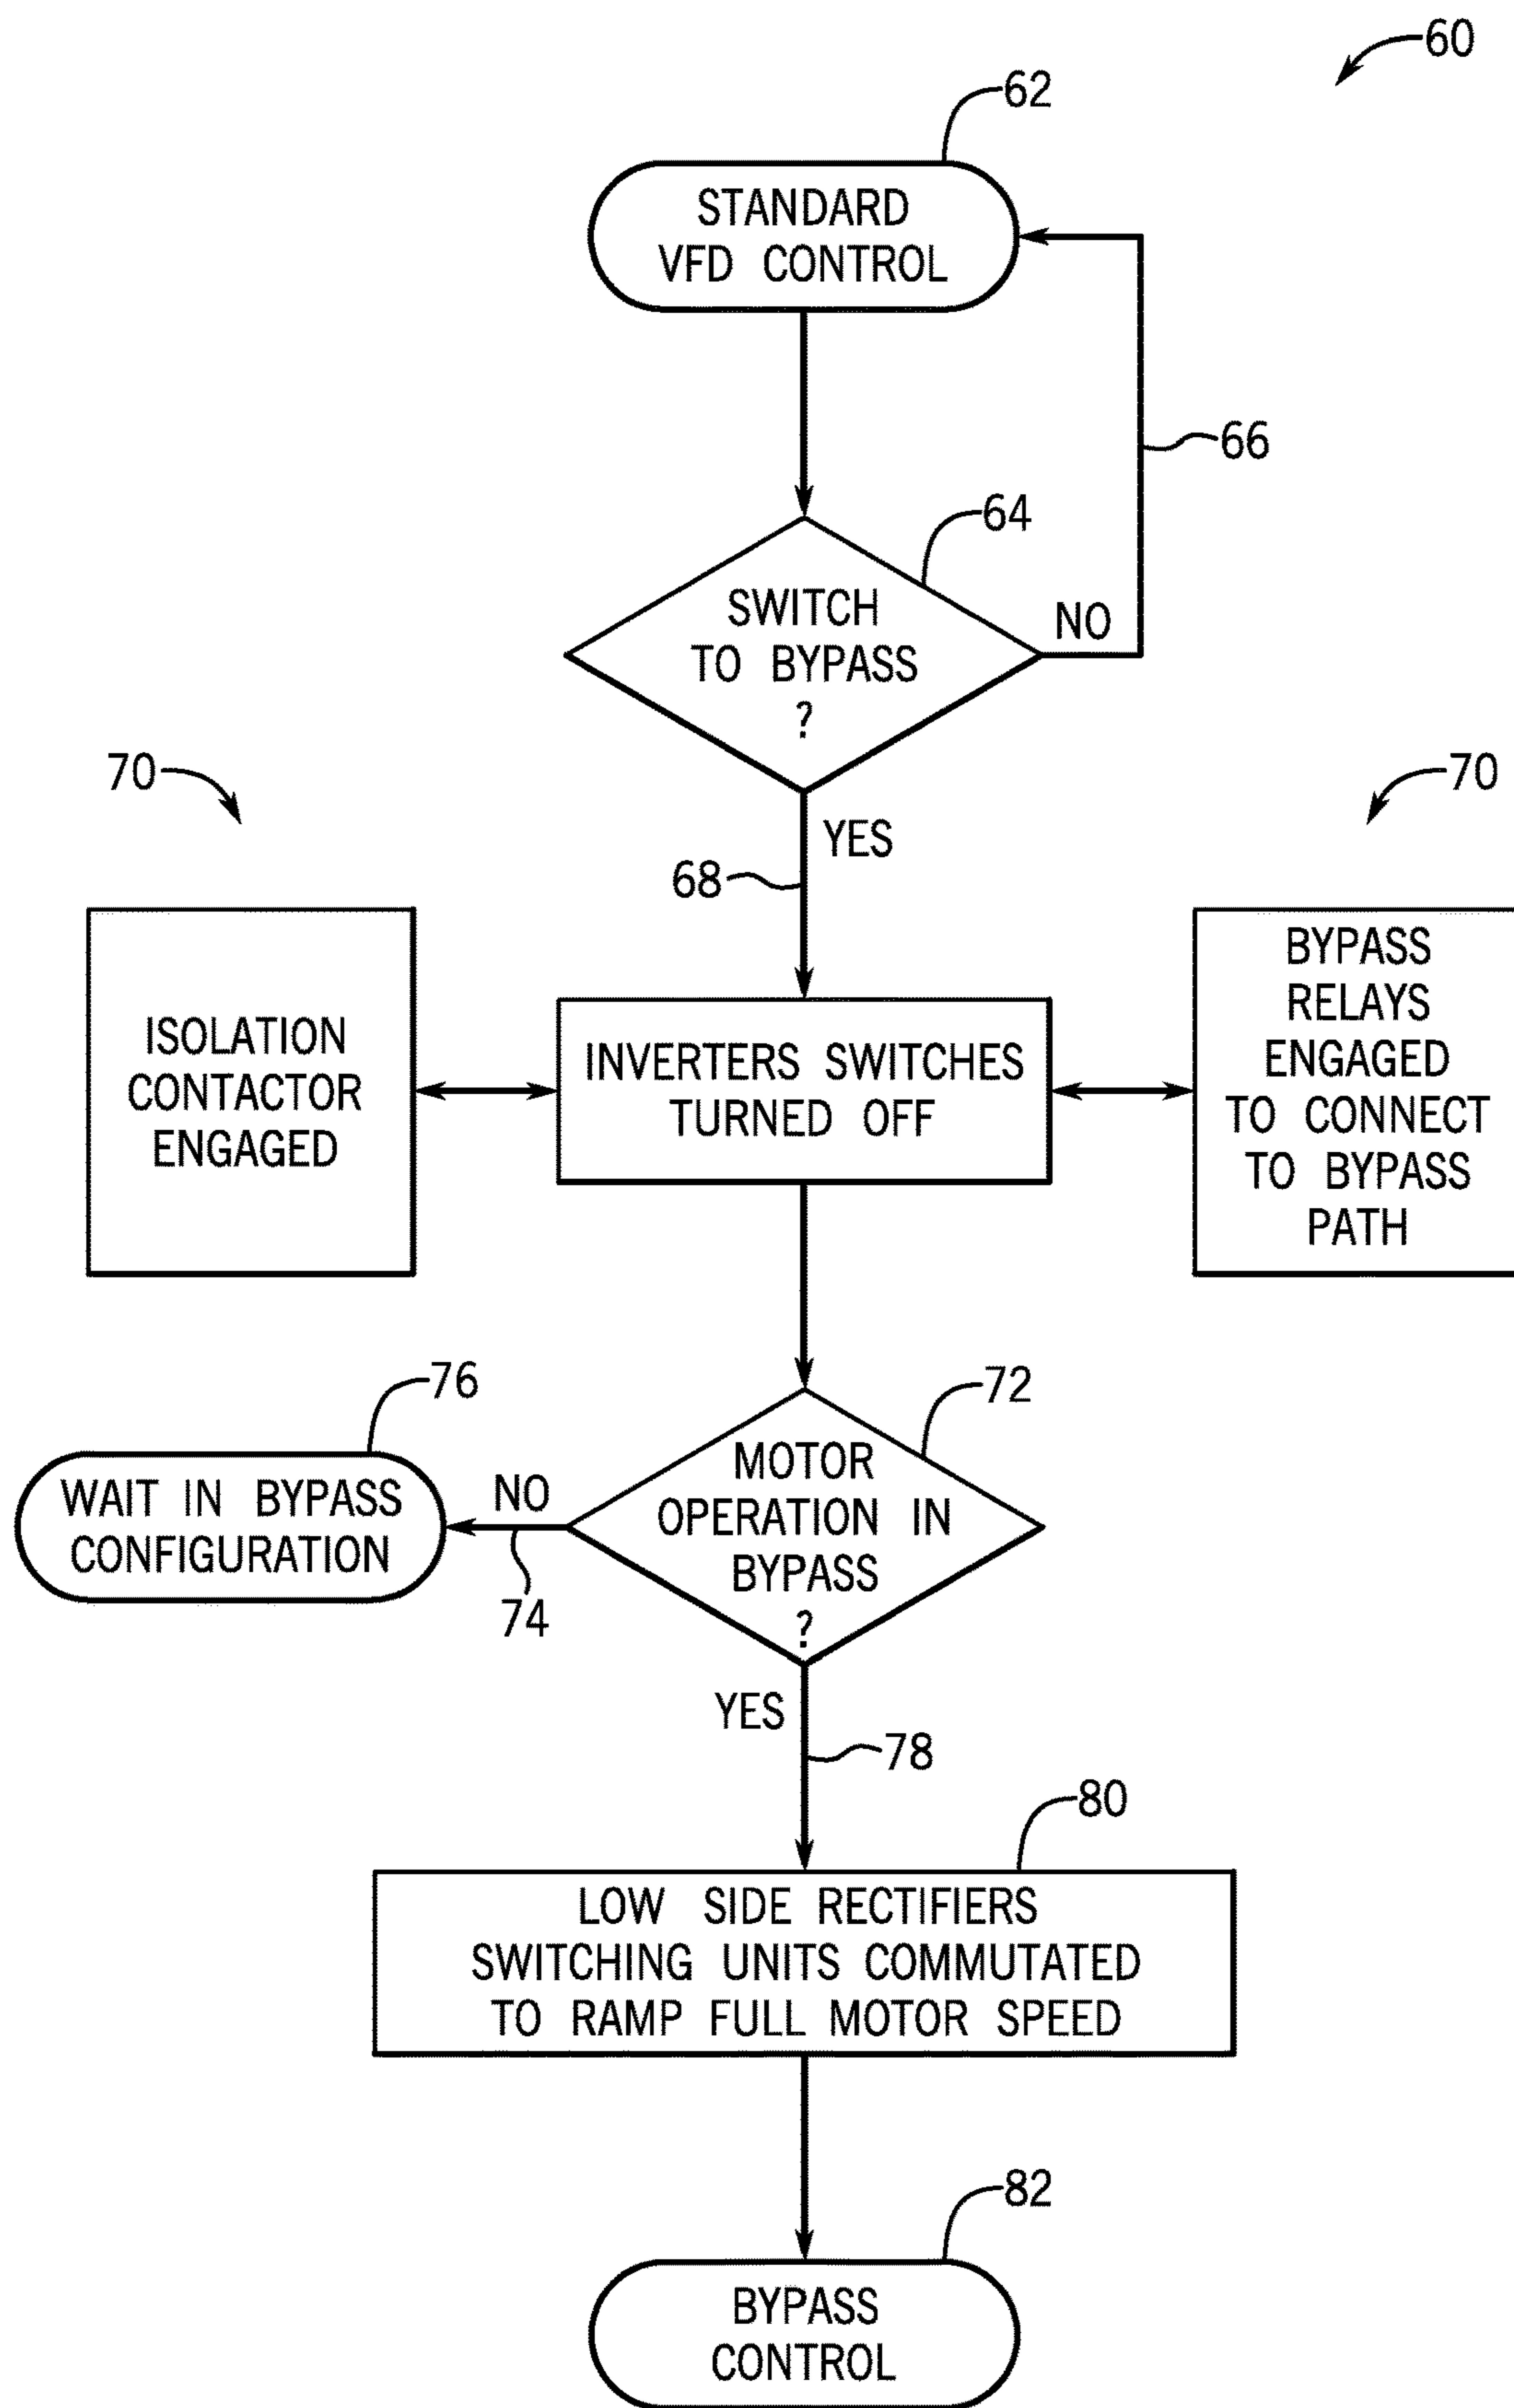 60
62
STANDARD
VFD CONTROL
66
64
SWITCH
TO BYPASS
?
NO
70
70
YES
68
ISOLATION
CONTACTOR
ENGAGED
INVERTERS SWITCHES
TURNED OFF
BYPASS
RELAYS
ENGAGED
TO CONNECT
TO BYPASS
PATH
76
72
WAIT IN BYPASS
CONFIGURATION
NO
74
MOTOR
OPERATION IN
BYPASS
?
YES
78
80
LOW SIDE RECTIFIERS
SWITCHING UNITS COMMUTATED
TO RAMP FULL MOTOR SPEED
82
BYPASS
CONTROL